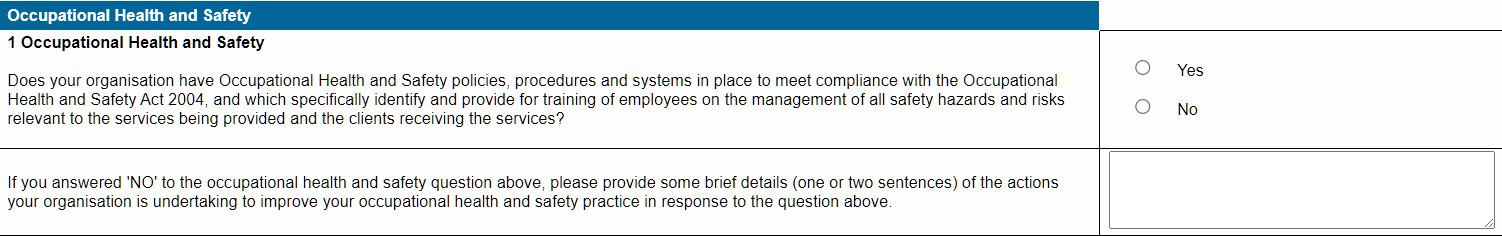 Occupational Health and Safety
1 Occupational Health and Safety
Does your organisation have Occupational Health and Safety policies, procedures and systems in place to meet compliance with the Occupational
Health and Safety Act 2004, and which specifically identify and provide for training of employees on the management of all safety hazards and risks
relevant to the services being provided and the clients receiving the services?
Yes
No
If you answered 'NO' to the occupational health and safety question above, please provide some brief details (one or two sentences) of the actions
your organisation is undertaking to improve your occupational health and safety practice in response to the question above.